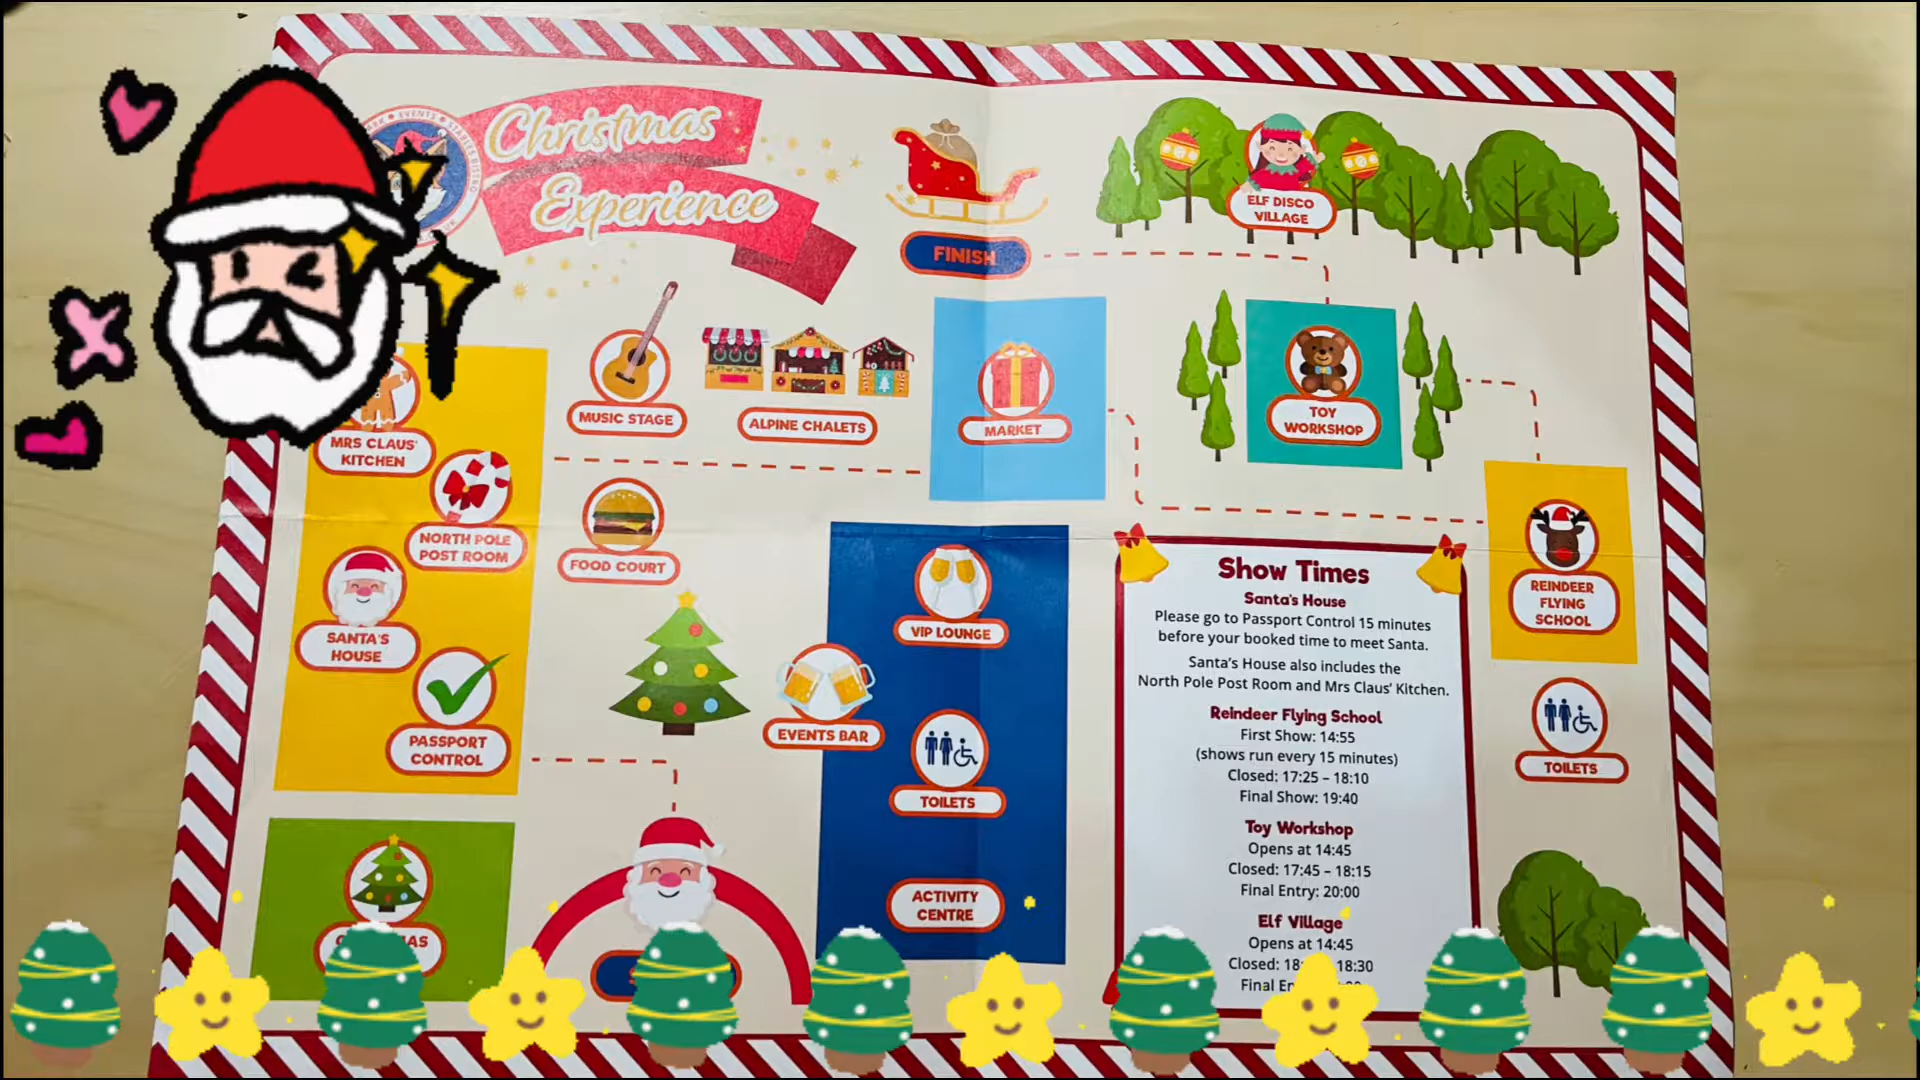 EVENTS
STABLES BISTRO
Christmas
Experience
FINISH
ELF DISCO
VILLAGE
MUSIC STAGE
ALPINE CHALETS
MARKET
TOY
WORKSHOP
MRS CLAUS'
KITCHEN
NORTH POLE
POST ROOM
FOOD COURT
SANTA'S
HOUSE
PASSPORT
CONTROL
VIP LOUNGE
EVENTS BAR
TOILETS
ACTIVITY
CENTRE
REINDEER
FLYING
SCHOOL
TOILETS
Show Times
Santa's House
Please go to Passport Control 15 minutes
before your booked time to meet Santa.
Santa's House also includes the
North Pole Post Room and Mrs Claus' Kitchen.
Reindeer Flying School
First Show: 14:55
(shows run every 15 minutes)
Closed: 17:25 – 18:10
Final Show: 19:40
Toy Workshop
Opens at 14:45
Closed: 17:45 – 18:15
Final Entry: 20:00
Elf Village
Opens at 14:45
Closed: 18:30
Final